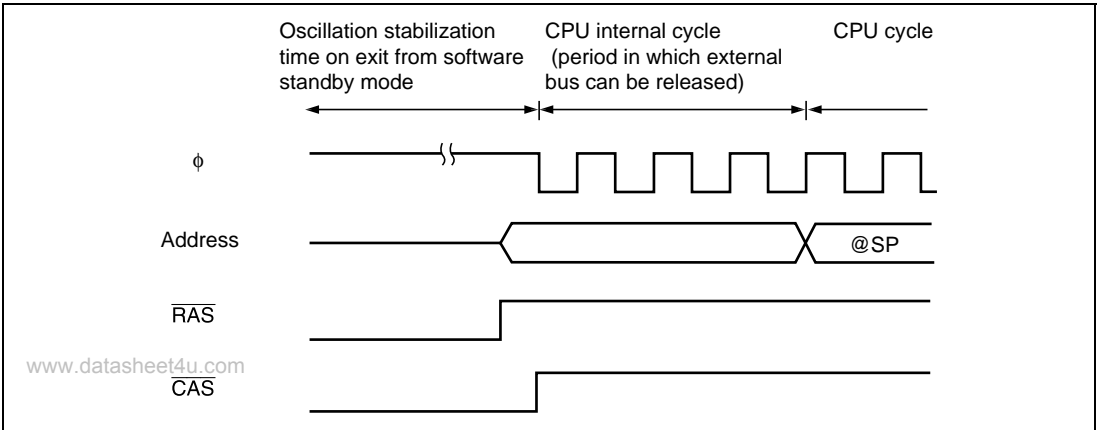 Oscillation stabilization
time on exit from software
standby mode
CPU internal cycle
(period in which external
bus can be released)
CPU cycle
φ
Address
@SP
RAS
www.datasheet4u.com
CAS